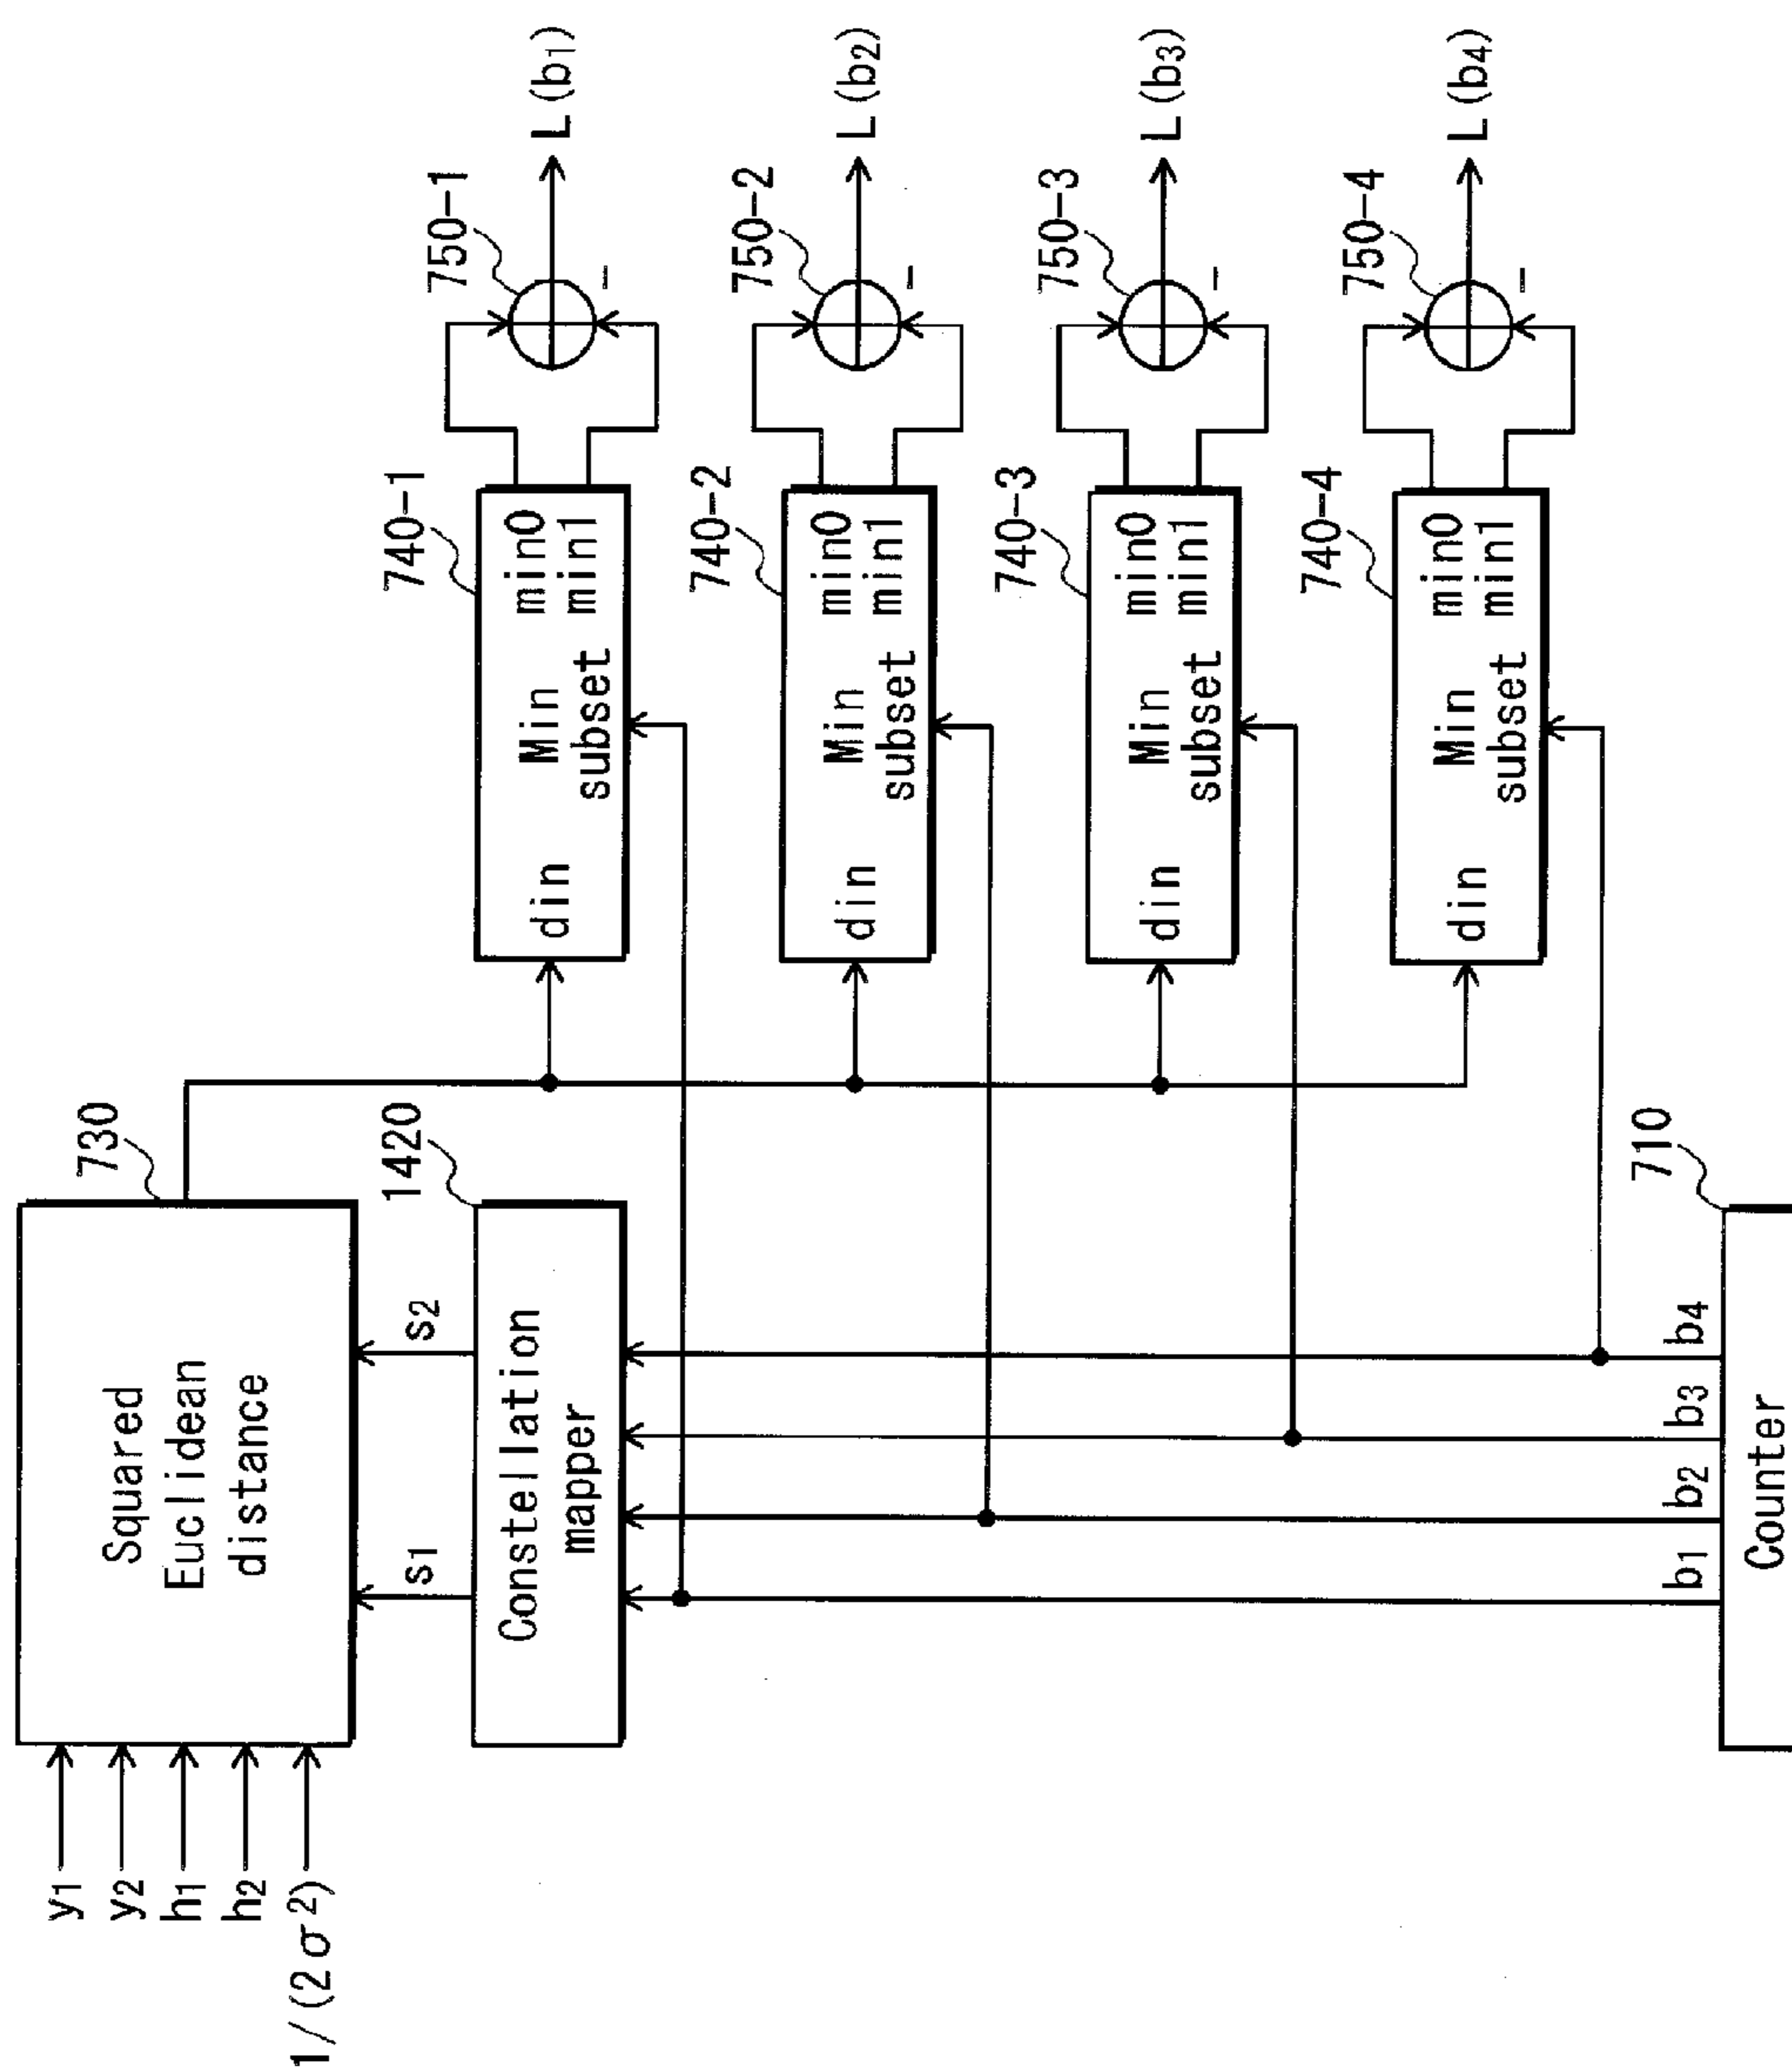 y1
y2
h1
h2
1/(2σ²)
Squared
Euclidean
distance
730
s1
s2
Constellation
mapper
1420
b1
b2
b3
b4
Counter
710
din
Min
subset
min0
min1
740-1
750-1
−
L(b1)
din
Min
subset
min0
min1
740-2
750-2
−
L(b2)
din
Min
subset
min0
min1
740-3
750-3
−
L(b3)
din
Min
subset
min0
min1
740-4
750-4
−
L(b4)